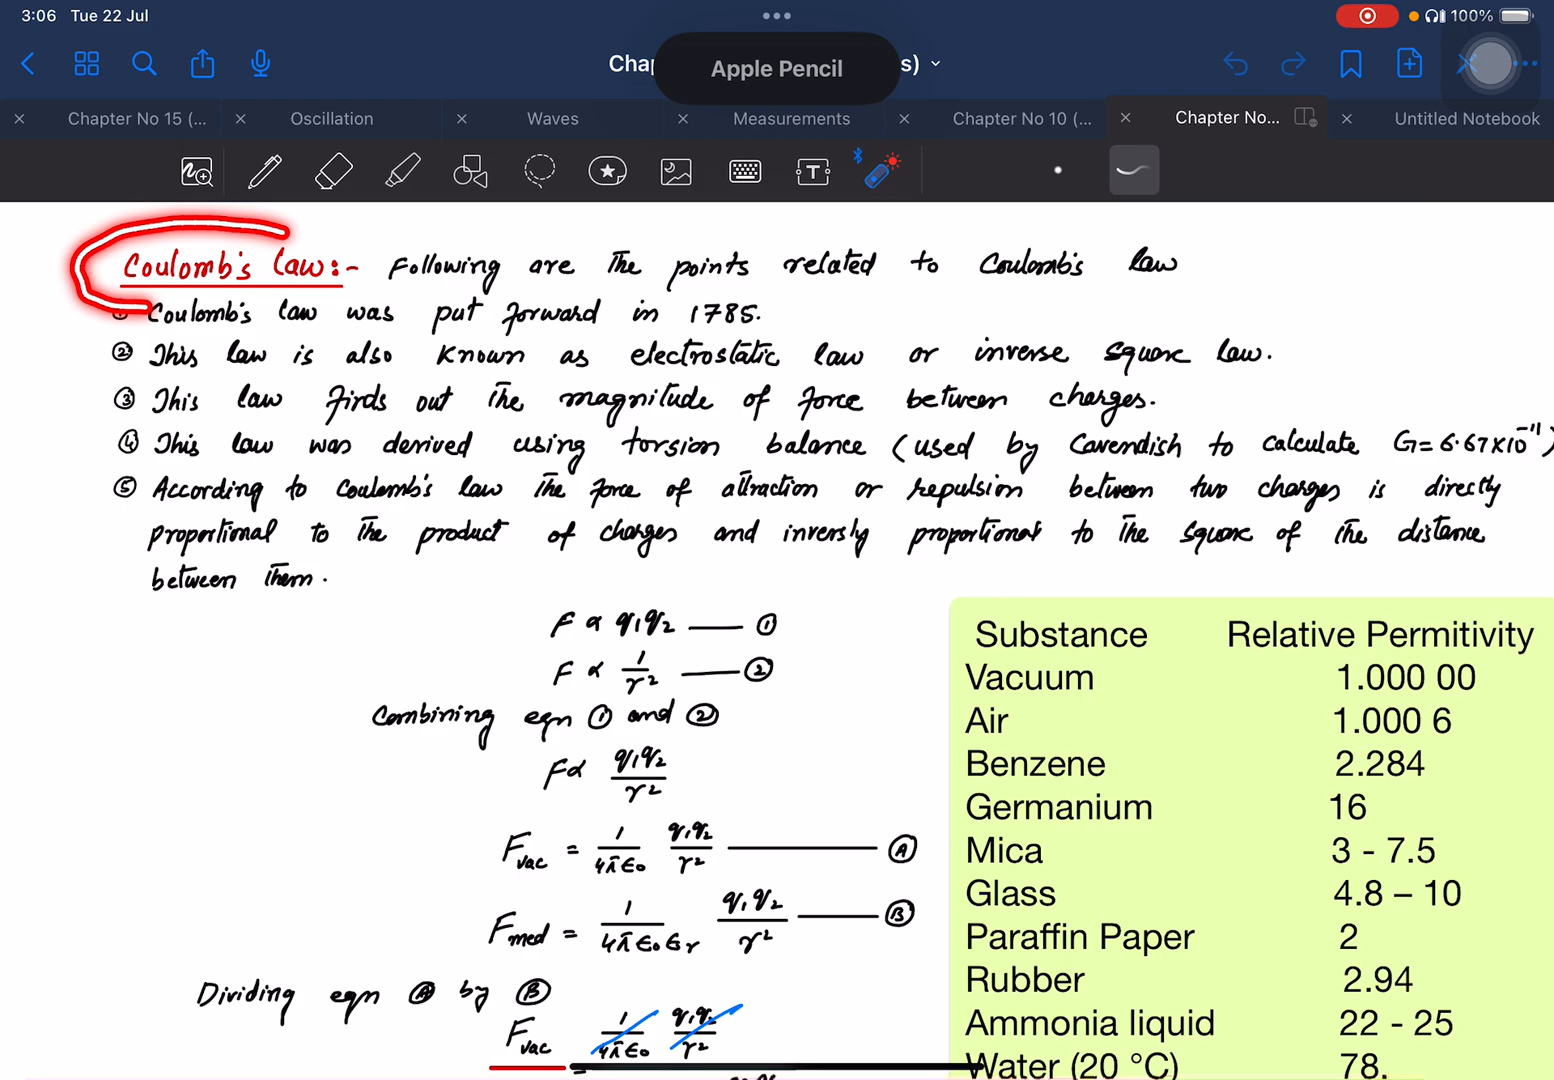 3:06 Tue 22 Jul
100%
Chap
Apple Pencil
s)
Chapter No 15 (...
Oscillation
Waves
Measurements
Chapter No 10 (...
Chapter No...
Untitled Notebook
Coulomb's law:- Following are the points related to Coulomb's law
① Coulomb's law was put forward in 1785.
② This law is also known as electrostatic law or inverse square law.
③ This law finds out the magnitude of force between charges.
④ This law was derived using torsion balance (used by Cavendish to calculate G=6.67×10⁻¹¹)
⑤ According to Coulomb's law the force of attraction or repulsion between two charges is directly
proportional to the product of charges and inversly proportional to the square of the distance
between them.
F ∝ q₁q₂ —— ①
F ∝ 1/r² —— ②
Combining eqn ① and ②
F∝ q₁q₂/r²
Fvac = 1/4πϵ₀ q₁q₂/r² —— Ⓐ
Fmed = 1/4πϵ₀ϵr q₁q₂/r² —— Ⓑ
Dividing eqn Ⓐ by Ⓑ
Fvac = 1/4πϵ₀ q₁q₂/r²
Substance Relative Permitivity
Vacuum 1.000 00
Air 1.000 6
Benzene 2.284
Germanium 16
Mica 3 - 7.5
Glass 4.8 – 10
Paraffin Paper 2
Rubber 2.94
Ammonia liquid 22 - 25
Water (20 °C) 78.